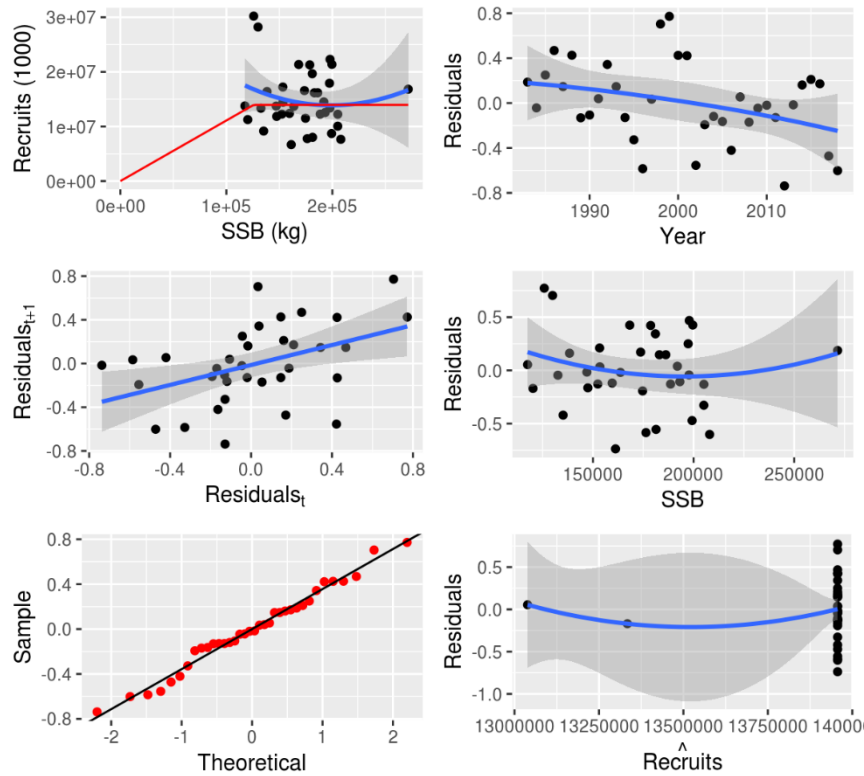 Recruits (1000)
3e+07
2e+07
1e+07
0e+00
0e+00 1e+05 2e+05
SSB (kg)
Residuals
0.8
0.4
0.0
-0.4
-0.8
1990 2000 2010
Year
Residuals t+1
0.8
0.4
0.0
-0.4
-0.8
-0.8 -0.4 0.0 0.4 0.8
Residuals t
Residuals
0.5
0.0
-0.5
150000 200000 250000
SSB
Sample
0.8
0.4
0.0
-0.4
-0.8
-2 -1 0 1 2
Theoretical
Residuals
0.5
0.0
-0.5
-1.0
13000000 13250000 13500000 13750000 140000
^
Recruits